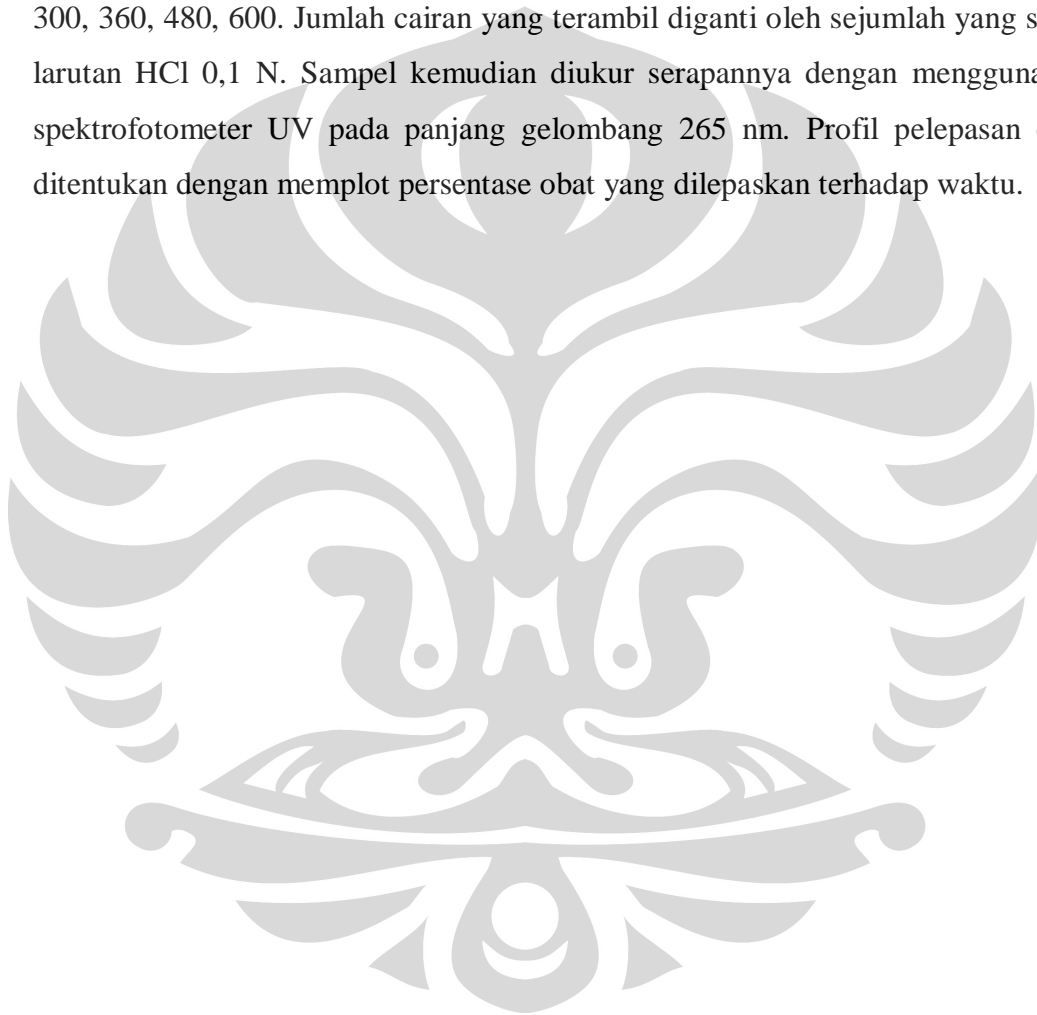 300, 360, 480, 600. Jumlah cairan yang terambil diganti oleh sejumlah yang
larutan HCl 0,1 N. Sampel kemudian diukur serapannya dengan
spektrofotometer UV pada panjang gelombang 265 nm. Profil pelepasan
ditentukan dengan memplot persentase obat yang dilepaskan terhadap waktu.